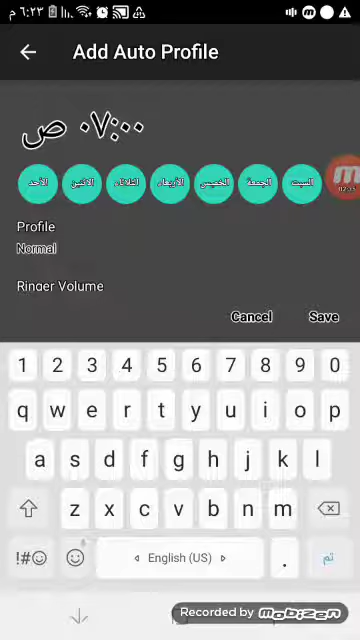 ٦:٢٣ م
Add Auto Profile
٠٧:٠٠ ص
الأحد الاثنين الثلاثاء الأربعاء الخميس الجمعة السبت
Profile
Normal
Ringer Volume
Cancel Save
1 2 3 4 5 6 7 8 9 0
q w e r t y u i o p
a s d f g h j k l
z x c v b n m
!#☺ English (US) . تم
Recorded by mobizen